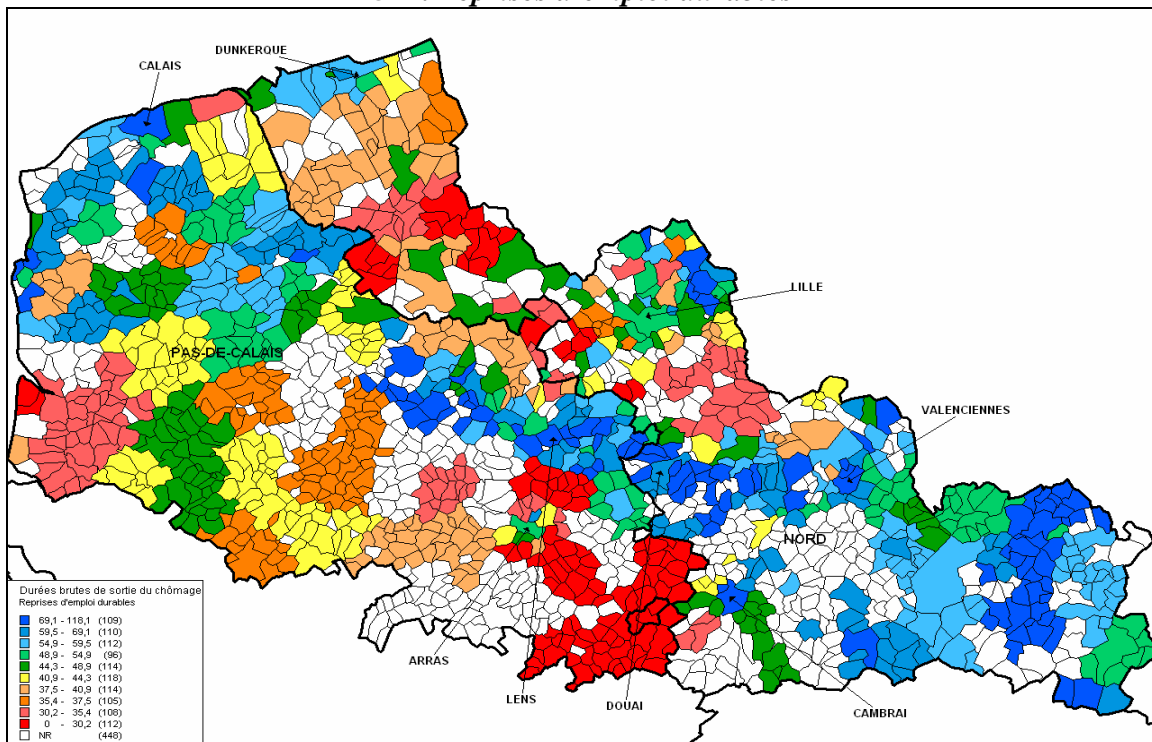 Reprises d'emploi durables
DUNKERQUE
CALAIS
LILLE
PAS-DE-CALAIS
VALENCIENNES
NORD
Durées brutes de sortie du chômage
Reprises d'emploi durables
69,1 - 118,1 (109)
59,5 - 69,1 (110)
54,9 - 59,5 (112)
48,9 - 54,9 (96)
44,3 - 48,9 (114)
40,9 - 44,3 (118)
37,5 - 40,9 (114)
35,4 - 37,5 (105)
30,2 - 35,4 (108)
0 - 30,2 (112)
NR (448)
ARRAS
LENS
DOUAI
CAMBRAI